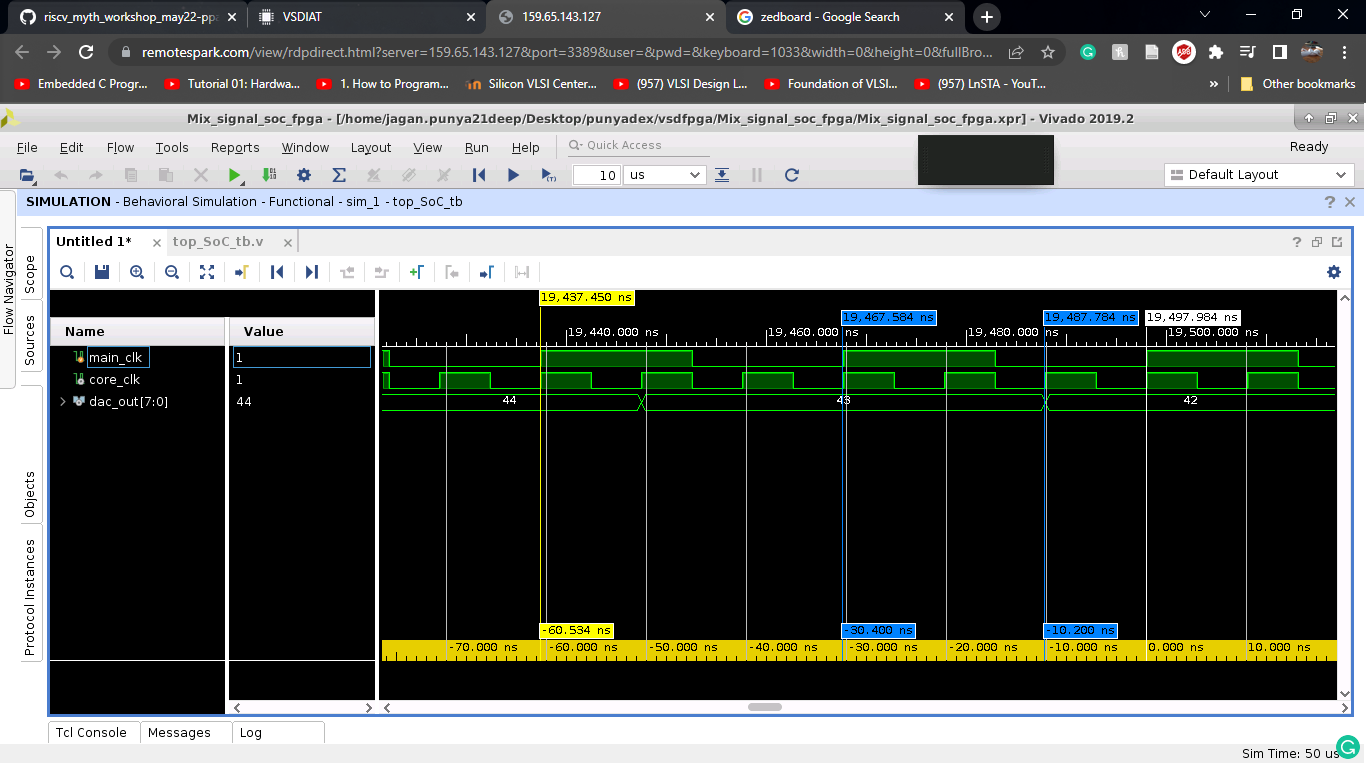 riscv_myth_workshop_may22-ppa
VSDIAT
159.65.143.127
zedboard - Google Search
remotespark.com/view/rdpdirect.html?server=159.65.143.127&port=3389&user=&pwd=&keyboard=1033&width=0&height=0&fullBro...
Embedded C Progr...
Tutorial 01: Hardwa...
1. How to Program...
Silicon VLSI Center...
(957) VLSI Design L...
Foundation of VLSI...
(957) LnSTA - YouT...
»
Other bookmarks
Mix_signal_soc_fpga - [/home/jagan.punya21deep/Desktop/punyadex/vsdfpga/Mix_signal_soc_fpga/Mix_signal_soc_fpga.xpr] - Vivado 2019.2
File Edit Flow Tools Reports Window Layout View Run Help
Quick Access
Ready
10 us
Default Layout
SIMULATION - Behavioral Simulation - Functional - sim_1 - top_SoC_tb
Flow Navigator
Scope
Sources
Objects
Protocol Instances
Untitled 1*
top_SoC_tb.v
19,437.450 ns
19,467.584 ns
19,487.784 ns
19,497.984 ns
19,440.000 ns
19,460.000 ns
19,480.000 ns
19,500.000 ns
Name Value
main_clk 1
core_clk 1
dac_out[7:0] 44
44
43
42
-60.534 ns
-30.400 ns
-10.200 ns
-70.000 ns
-60.000 ns
-50.000 ns
-40.000 ns
-30.000 ns
-20.000 ns
-10.000 ns
0.000 ns
10.000 ns
Tcl Console
Messages
Log
Sim Time: 50 us